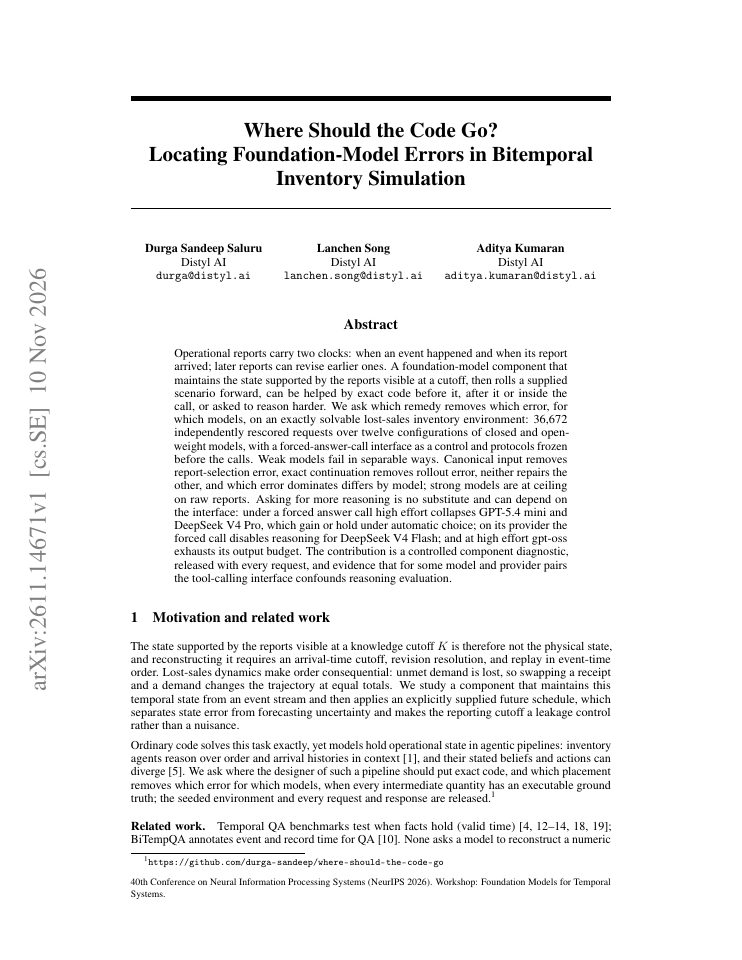 arXiv:2611.14671v1 [cs.SE] 10 Nov 2026
Where Should the Code Go?
Locating Foundation-Model Errors in Bitemporal
Inventory Simulation
Durga Sandeep Saluru
Distyl AI
durga@distyl.ai
Lanchen Song
Distyl AI
lanchen.song@distyl.ai
Aditya Kumaran
Distyl AI
aditya.kumaran@distyl.ai
Abstract
Operational reports carry two clocks: when an event happened and when its report
arrived; later reports can revise earlier ones. A foundation-model component that
maintains the state supported by the reports visible at a cutoff, then rolls a supplied
scenario forward, can be helped by exact code before it, after it or inside the
call, or asked to reason harder. We ask which remedy removes which error, for
which models, on an exactly solvable lost-sales inventory environment: 36,672
independently rescored requests over twelve configurations of closed and open-
weight models, with a forced-answer-call interface as a control and protocols frozen
before the calls. Weak models fail in separable ways. Canonical input removes
report-selection error, exact continuation removes rollout error, neither repairs the
other, and which error dominates differs by model; strong models are at ceiling
on raw reports. Asking for more reasoning is no substitute and can depend on
the interface: under a forced answer call high effort collapses GPT-5.4 mini and
DeepSeek V4 Pro, which gain or hold under automatic choice; on its provider the
forced call disables reasoning for DeepSeek V4 Flash; and at high effort gpt-oss
exhausts its output budget. The contribution is a controlled component diagnostic,
released with every request, and evidence that for some model and provider pairs
the tool-calling interface confounds reasoning evaluation.
1 Motivation and related work
The state supported by the reports visible at a knowledge cutoff K is therefore not the physical state,
and reconstructing it requires an arrival-time cutoff, revision resolution, and replay in event-time
order. Lost-sales dynamics make order consequential: unmet demand is lost, so swapping a receipt
and a demand changes the trajectory at equal totals. We study a component that maintains this
temporal state from an event stream and then applies an explicitly supplied future schedule, which
separates state error from forecasting uncertainty and makes the reporting cutoff a leakage control
rather than a nuisance.
Ordinary code solves this task exactly, yet models hold operational state in agentic pipelines: inventory
agents reason over order and arrival histories in context [1], and their stated beliefs and actions can
diverge [5]. We ask where the designer of such a pipeline should put exact code, and which placement
removes which error for which models, when every intermediate quantity has an executable ground
truth; the seeded environment and every request and response are released.1
Related work. Temporal QA benchmarks test when facts hold (valid time) [4, 12–14, 18, 19];
BiTempQA annotates event and record time for QA [10]. None asks a model to reconstruct a numeric
1https://github.com/durga-sandeep/where-should-the-code-go
40th Conference on Neural Information Processing Systems (NeurIPS 2026). Workshop: Foundation Models for Temporal
Systems.